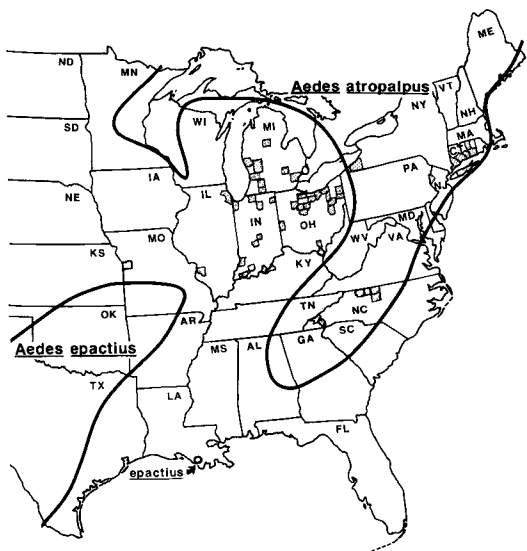 ME
ND
MN
Aedes atropalpus
VT
NY
NH
SD
WI
MI
MA
CT
IA
PA
NE
IL
IN
OH
MD
MO
WV
VA
KS
KY
TN
NC
OK
AR
SC
GA
Aedes epactius
MS
AL
TX
LA
FL
epactius